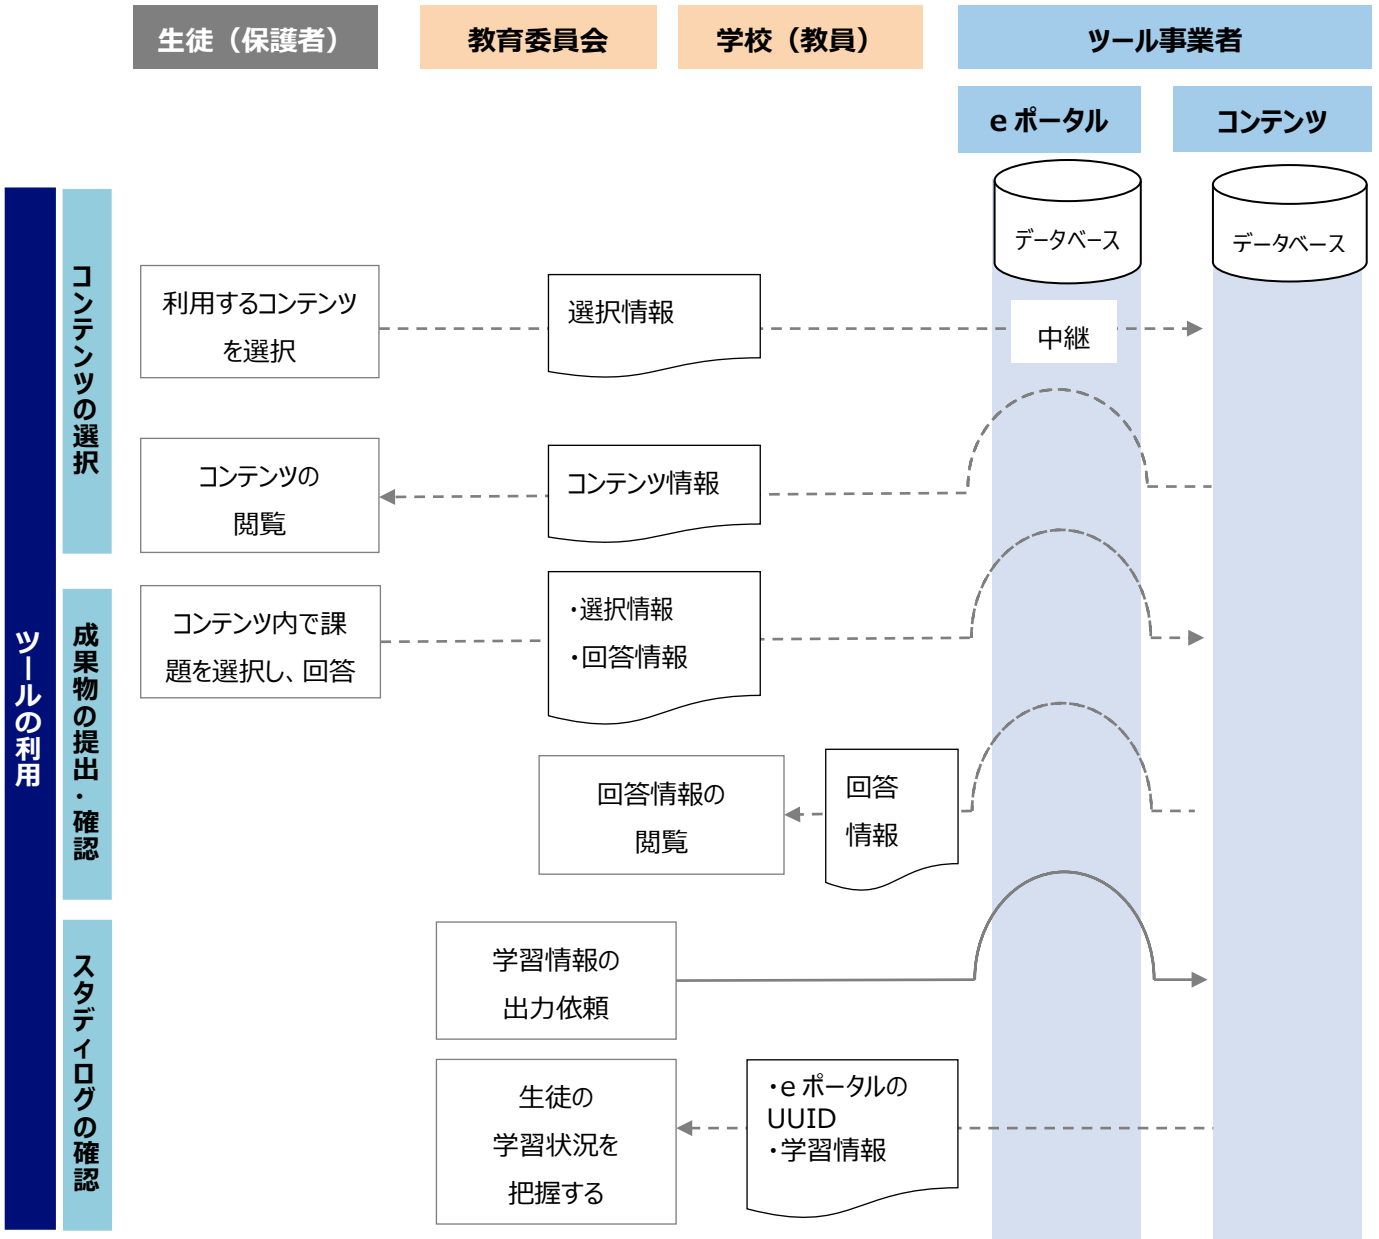 生徒（保護者）
教育委員会
学校（教員）
ツール事業者
e ポータル
コンテンツ
データベース
データベース
ツールの利用
コンテンツの選択
利用するコンテンツ
を選択
選択情報
中継
コンテンツの
閲覧
コンテンツ情報
成果物の提出・確認
コンテンツ内で課
題を選択し、回答
・選択情報
・回答情報
回答情報の
閲覧
回答
情報
スタディログの確認
学習情報の
出力依頼
生徒の
学習状況を
把握する
・e ポータルの
UUID
・学習情報